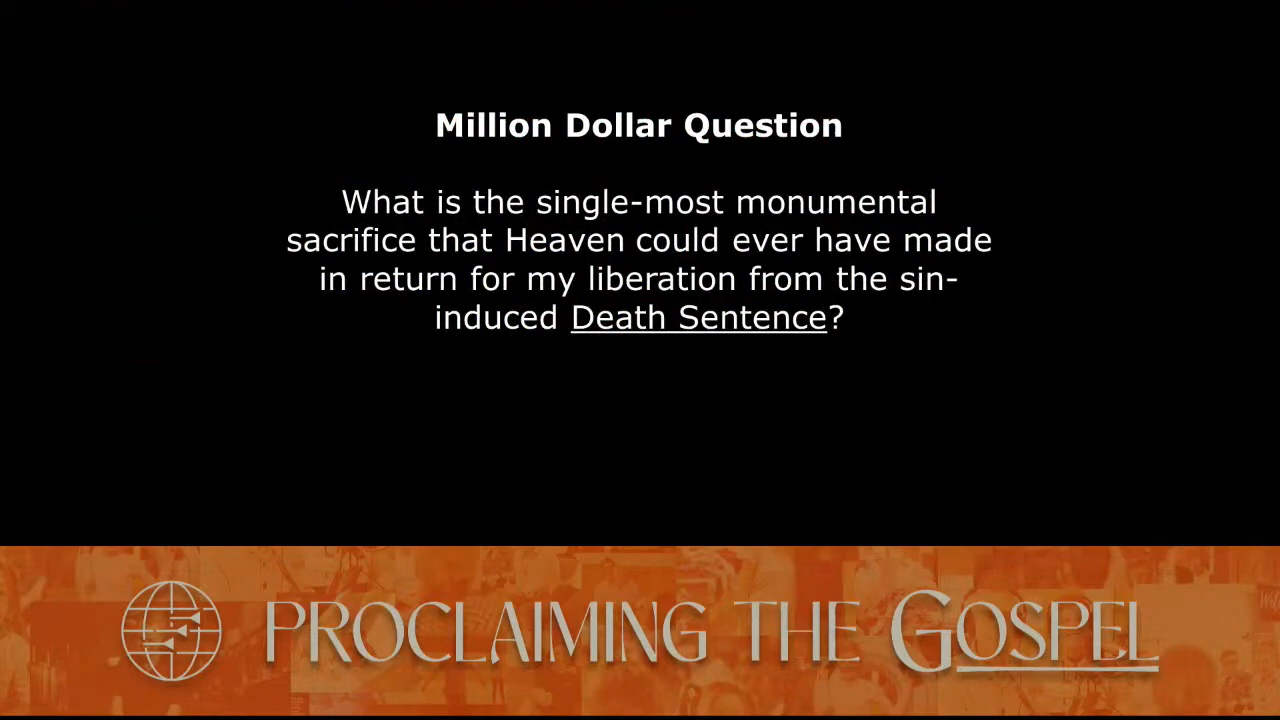 Million Dollar Question
What is the single-most monumental
sacrifice that Heaven could ever have made
in return for my liberation from the sin-
induced Death Sentence?
PROCLAIMING THE GOSPEL